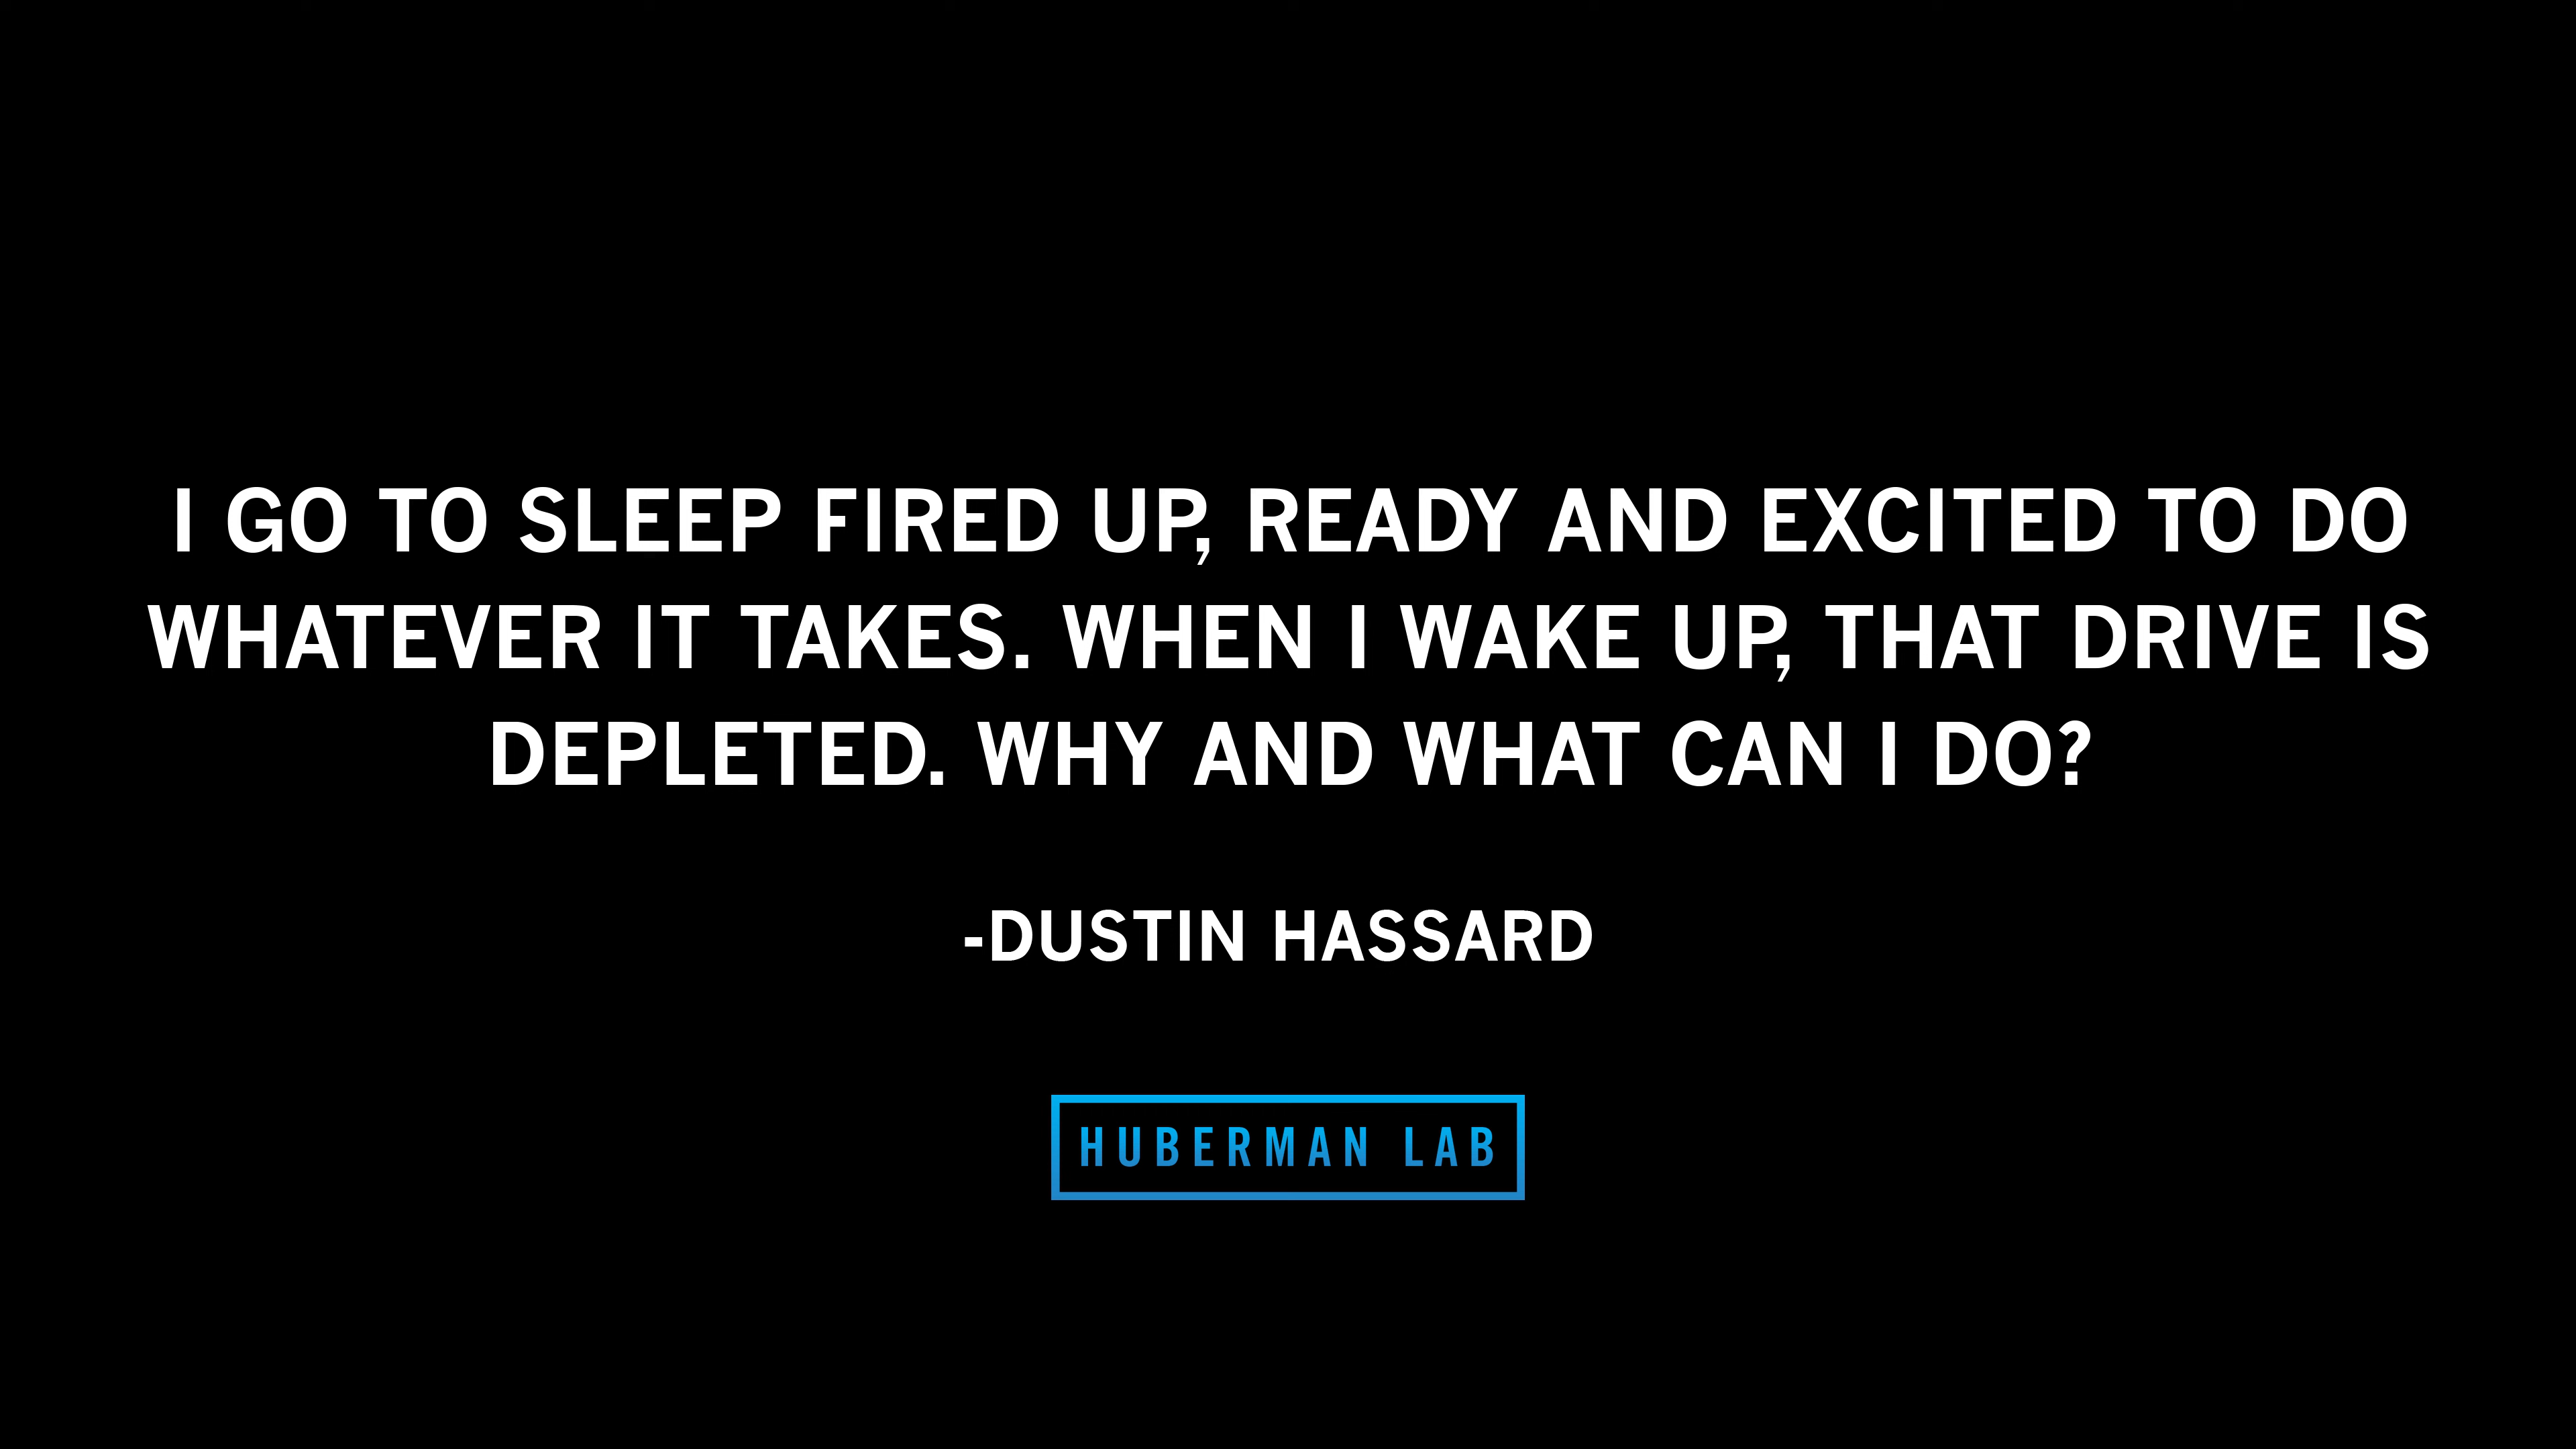 I GO TO SLEEP FIRED UP, READY AND EXCITED TO DO
WHATEVER IT TAKES. WHEN I WAKE UP, THAT DRIVE IS
DEPLETED. WHY AND WHAT CAN I DO?
-DUSTIN HASSARD
HUBERMAN LAB